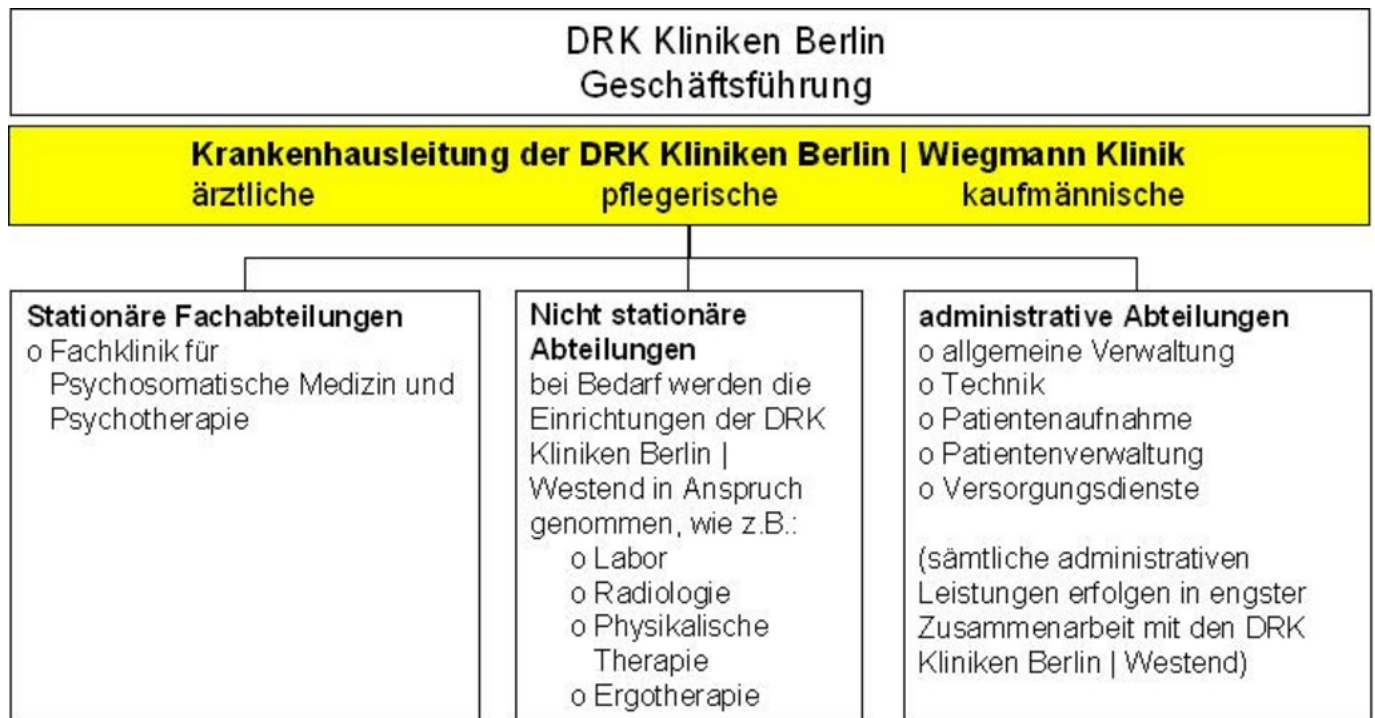 DRK Kliniken Berlin
Geschäftsführung
Krankenhausleitung der DRK Kliniken Berlin | Wiegmann Klinik
ärztliche pflegerische kaufmännische
Stationäre Fachabteilungen
o Fachklinik für
Psychosomatische Medizin und
Psychotherapie
Nicht stationäre
Abteilungen
bei Bedarf werden die
Einrichtungen der DRK
Kliniken Berlin |
Westend in Anspruch
genommen, wie z.B.:
o Labor
o Radiologie
o Physikalische
Therapie
o Ergotherapie
administrative Abteilungen
o allgemeine Verwaltung
o Technik
o Patientenaufnahme
o Patientenverwaltung
o Versorgungsdienste
(sämtliche administrativen
Leistungen erfolgen in engster
Zusammenarbeit mit den DRK
Kliniken Berlin | Westend)